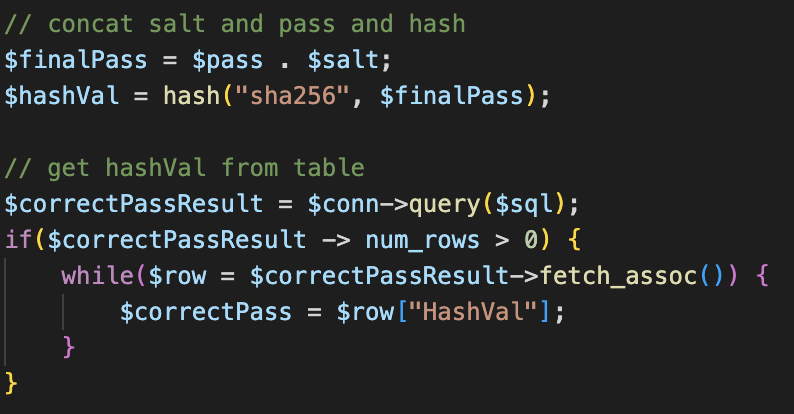 // concat salt and pass and hash
$finalPass = $pass . $salt;
$hashVal = hash("sha256", $finalPass);

// get hashVal from table
$correctPassResult = $conn->query($sql);
if($correctPassResult -> num_rows > 0) {
    while($row = $correctPassResult->fetch_assoc()) {
        $correctPass = $row["HashVal"];
    }
}